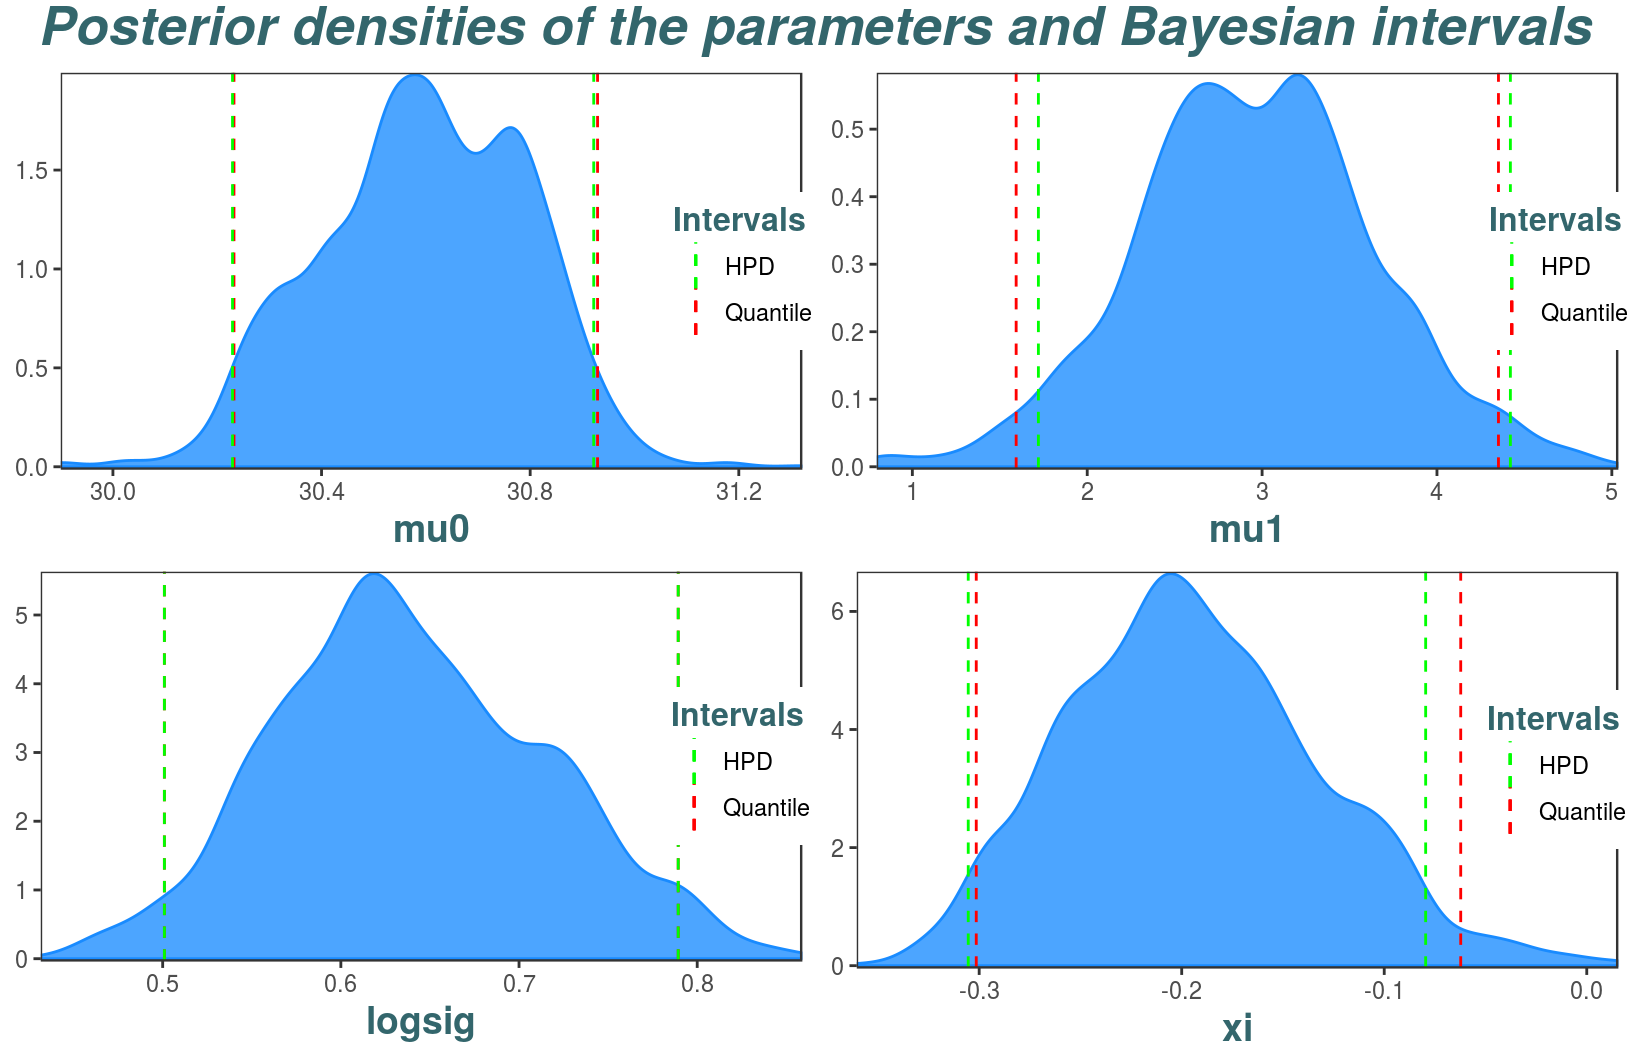 Posterior densities of the parameters and Bayesian intervals
1.5
1.0
0.5
0.0
30.0 30.4 30.8 31.2
mu0
Intervals
HPD
Quantile
0.5
0.4
0.3
0.2
0.1
0.0
1 2 3 4 5
mu1
Intervals
HPD
Quantile
5
4
3
2
1
0
0.5 0.6 0.7 0.8
logsig
Intervals
HPD
Quantile
6
4
2
0
-0.3 -0.2 -0.1 0.0
xi
Intervals
HPD
Quantile